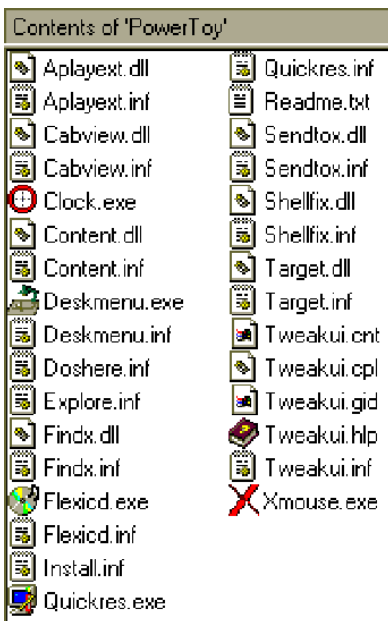 Contents of 'PowerToy'
Aplayext.dll
Aplayext.inf
Cabview.dll
Cabview.inf
Clock.exe
Content.dll
Content.inf
Deskmenu.exe
Deskmenu.inf
Doshere.inf
Explore.inf
Findx.dll
Findx.inf
Flexicd.exe
Flexicd.inf
Install.inf
Quickres.exe
Quickres.inf
Readme.txt
Sendtox.dll
Sendtox.inf
Shellfix.dll
Shellfix.inf
Target.dll
Target.inf
Tweakui.cnt
Tweakui.cpl
Tweakui.gid
Tweakui.hlp
Tweakui.inf
Xmouse.exe